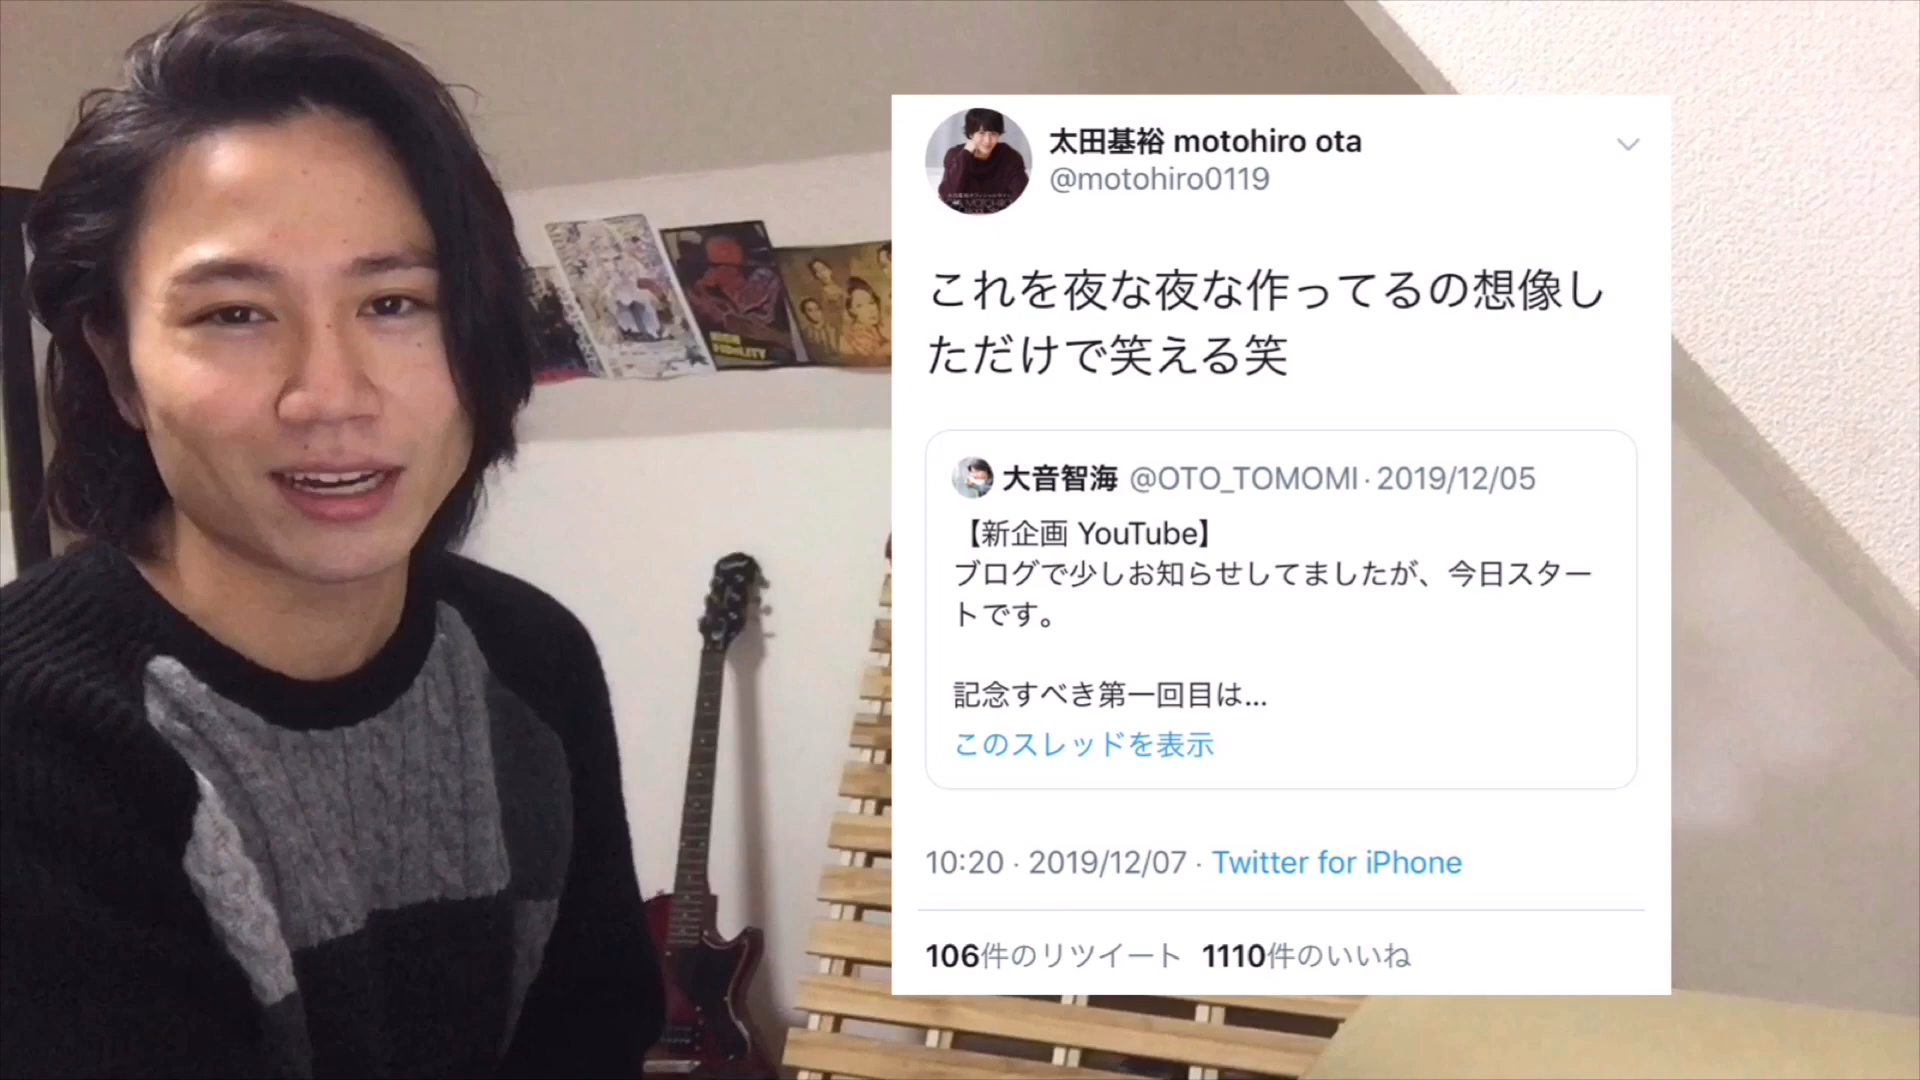 太田基裕 motohiro ota
@motohiro0119
これを夜な夜な作ってるの想像し
ただけで笑える笑
大音智海 @OTO_TOMOMI · 2019/12/05
【新企画 YouTube】
ブログで少しお知らせしてましたが、今日スター
トです。
記念すべき第一回目は...
このスレッドを表示
10:20 · 2019/12/07 · Twitter for iPhone
106件のリツイート 1110件のいいね
HIGH
FIDELITY